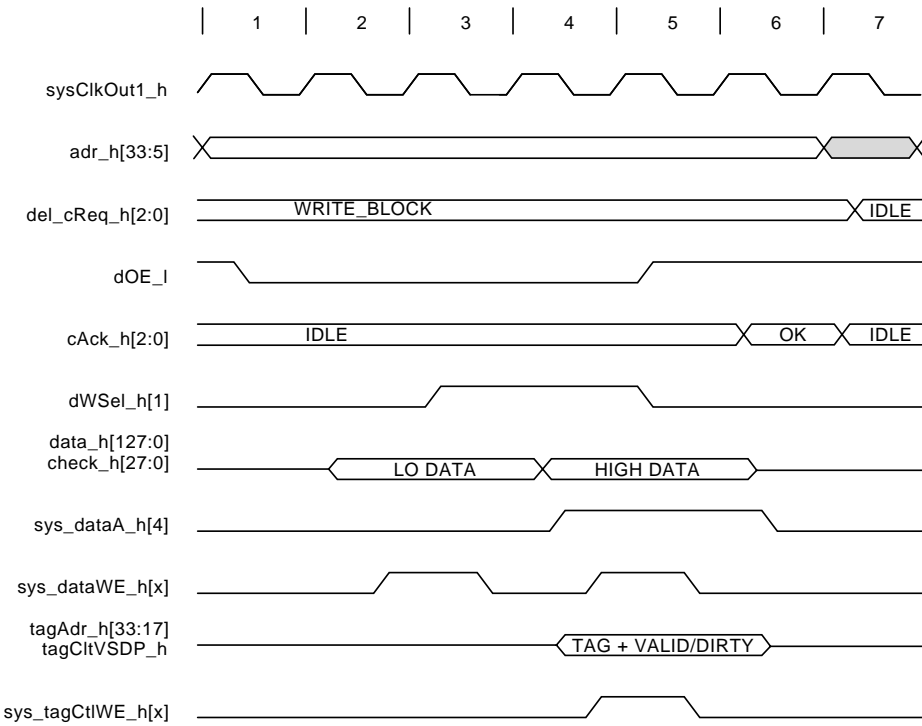 1 2 3 4 5 6 7
sysClkOut1_h
adr_h[33:5]
del_cReq_h[2:0] WRITE_BLOCK IDLE
dOE_l
cAck_h[2:0] IDLE OK IDLE
dWSel_h[1]
data_h[127:0]
check_h[27:0] LO DATA HIGH DATA
sys_dataA_h[4]
sys_dataWE_h[x]
tagAdr_h[33:17]
tagCltVSDP_h TAG + VALID/DIRTY
sys_tagCtlWE_h[x]